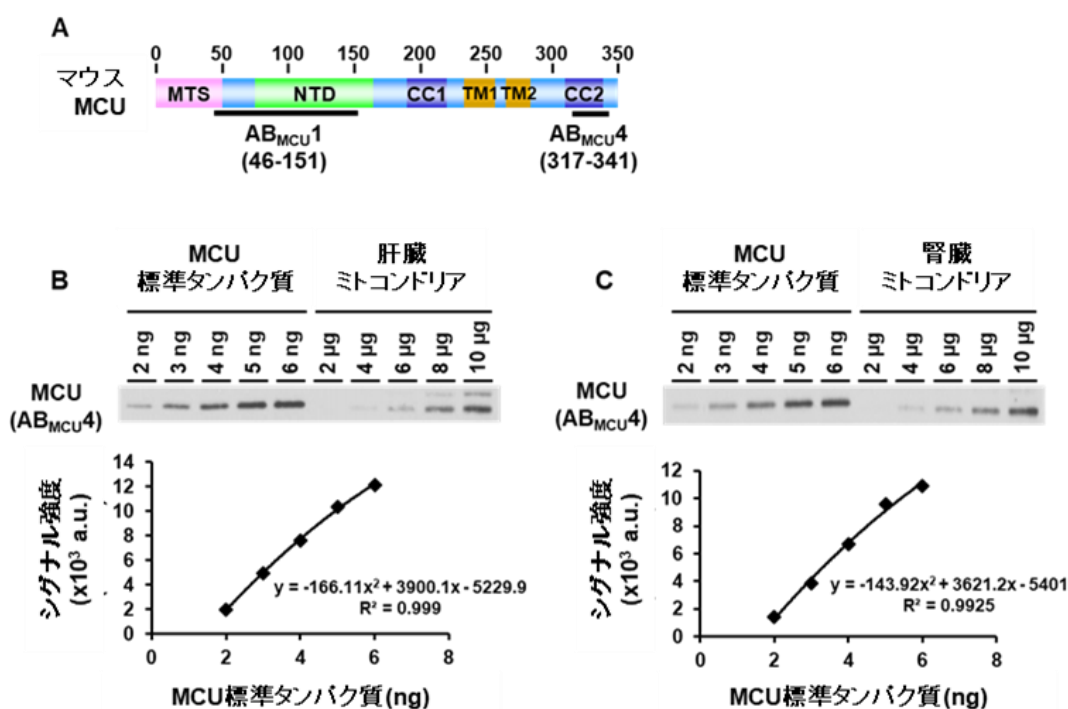 A
0 50 100 150 200 250 300 350
マウス
MCU
MTS NTD CC1 TM1 TM2 CC2
AB_MCU1
(46-151)
AB_MCU4
(317-341)
B
MCU
標準タンパク質
肝臓
ミトコンドリア
2 ng 3 ng 4 ng 5 ng 6 ng 2 µg 4 µg 6 µg 8 µg 10 µg
MCU
(AB_MCU4)
シグナル強度
(x10³ a.u.)
14
12
10
8
6
4
2
0
y = -166.11x² + 3900.1x - 5229.9
R² = 0.999
0 2 4 6 8
MCU標準タンパク質(ng)
C
MCU
標準タンパク質
腎臓
ミトコンドリア
2 ng 3 ng 4 ng 5 ng 6 ng 2 µg 4 µg 6 µg 8 µg 10 µg
MCU
(AB_MCU4)
シグナル強度
(x10³ a.u.)
12
10
8
6
4
2
0
y = -143.92x² + 3621.2x - 5401
R² = 0.9925
0 2 4 6 8
MCU標準タンパク質(ng)